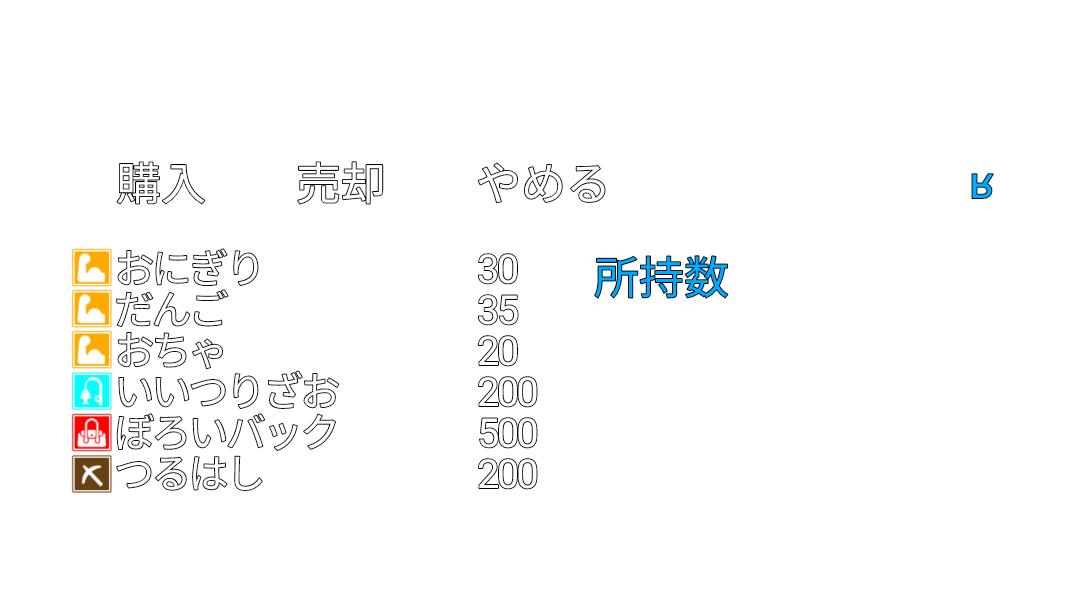 購入 売却 やめる R
おにぎり 30 所持数
だんご 35
おちゃ 20
いいつりざお 200
ぼろいバック 500
つるはし 200